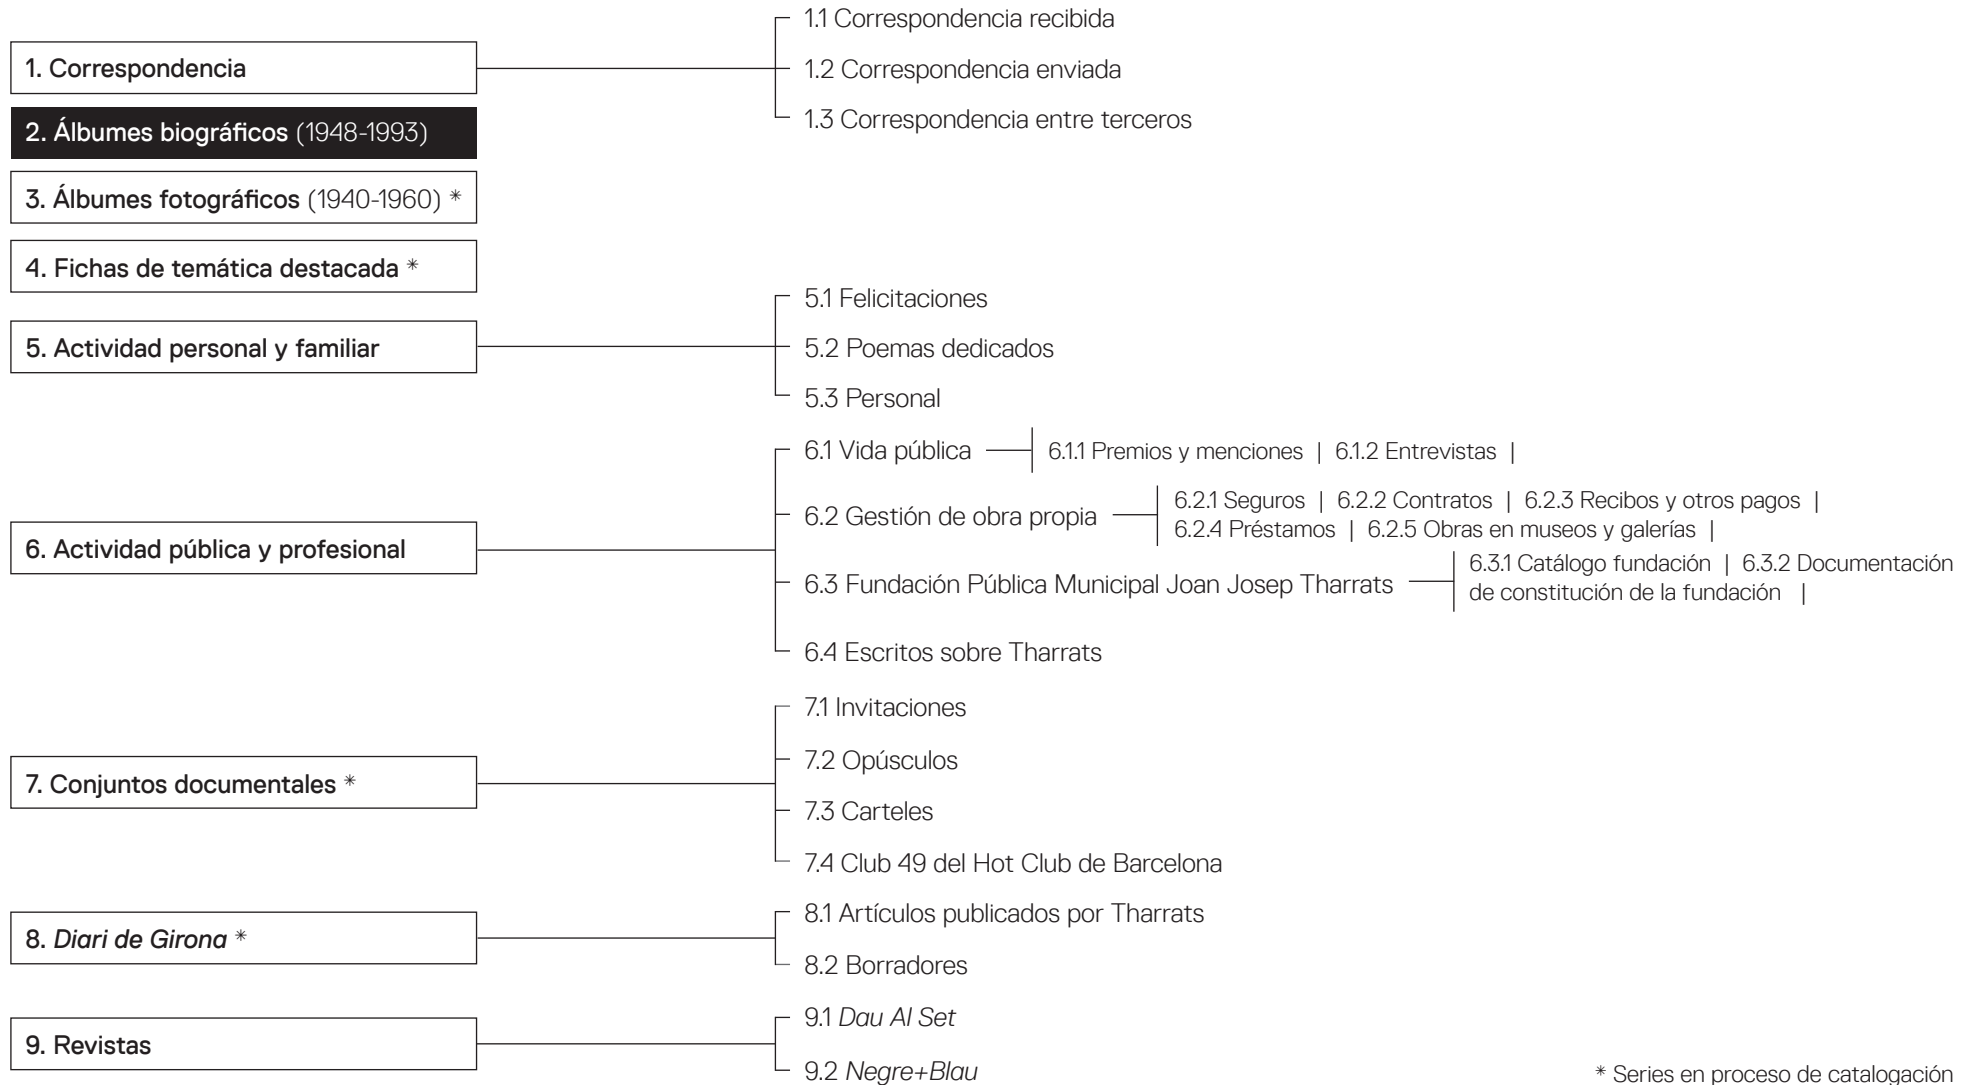 1. Correspondencia
1.1 Correspondencia recibida
1.2 Correspondencia enviada
1.3 Correspondencia entre terceros
2. Álbumes biográficos (1948-1993)
3. Álbumes fotográficos (1940-1960) *
4. Fichas de temática destacada *
5. Actividad personal y familiar
5.1 Felicitaciones
5.2 Poemas dedicados
5.3 Personal
6. Actividad pública y profesional
6.1 Vida pública
6.1.1 Premios y menciones | 6.1.2 Entrevistas |
6.2 Gestión de obra propia
6.2.1 Seguros | 6.2.2 Contratos | 6.2.3 Recibos y otros pagos |
6.2.4 Préstamos | 6.2.5 Obras en museos y galerías |
6.3 Fundación Pública Municipal Joan Josep Tharrats
6.3.1 Catálogo fundación | 6.3.2 Documentación
de constitución de la fundación |
6.4 Escritos sobre Tharrats
7. Conjuntos documentales *
7.1 Invitaciones
7.2 Opúsculos
7.3 Carteles
7.4 Club 49 del Hot Club de Barcelona
8. Diari de Girona *
8.1 Artículos publicados por Tharrats
8.2 Borradores
9. Revistas
9.1 Dau Al Set
9.2 Negre+Blau
* Series en proceso de catalogación